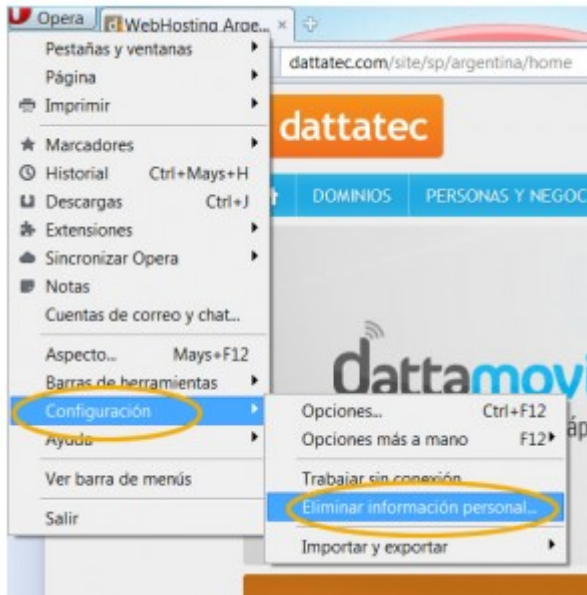 Opera
WebHosting Arge...
Pestañas y ventanas
dattatec.com/site/sp/argentina/home
Página
Imprimir
dattatec
Marcadores
Historial Ctrl+Mays+H
Descargas Ctrl+J
DOMINIOS PERSONAS Y NEGOC
Extensiones
Sincronizar Opera
Notas
Cuentas de correo y chat...
Aspecto... Mays+F12
dattamovi
Barras de herramientas
Configuración
Opciones... Ctrl+F12
Ayuda
Opciones más a mano F12
áp
Ver barra de menús
Trabajar sin conexión
Eliminar información personal...
Salir
Importar y exportar